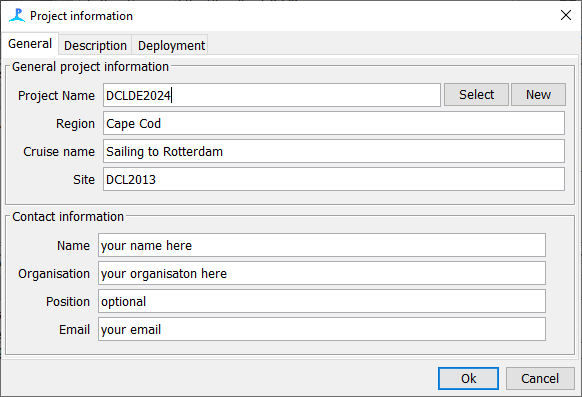 Project information
General Description Deployment
General project information
Project Name DCLDE2024 Select New
Region Cape Cod
Cruise name Sailing to Rotterdam
Site DCL2013
Contact information
Name your name here
Organisation your organisaton here
Position optional
Email your email
Ok Cancel